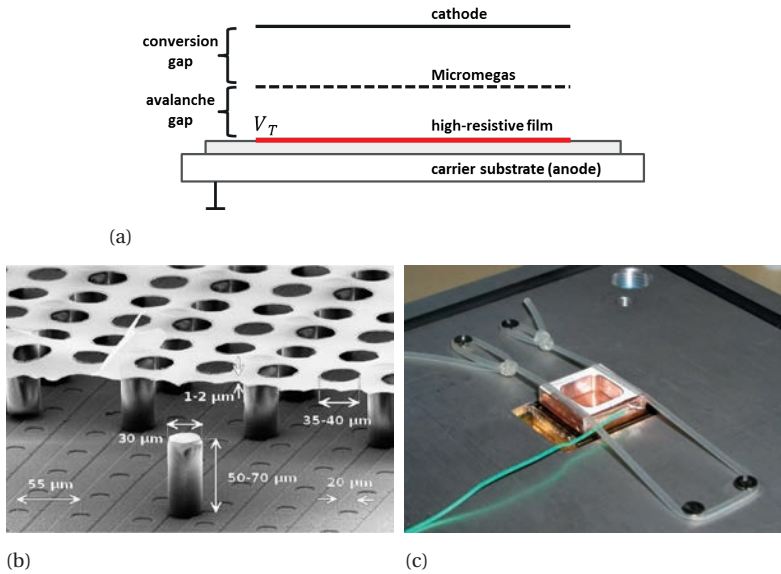 cathode
conversion
gap
Micromegas
avalanche
gap
V_T
high-resistive film
carrier substrate (anode)
(a)
1-2 µm
35-40 µm
30 µm
50-70 µm
55 µm
20 µm
(b)
(c)